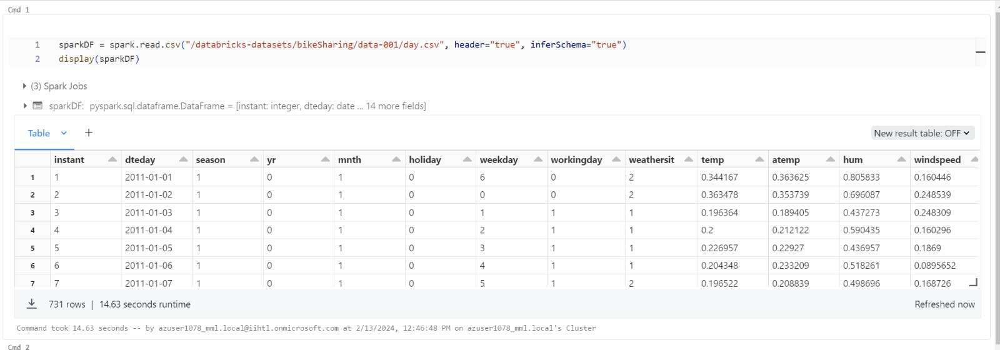 Cmd 1
1 sparkDF = spark.read.csv("/databricks-datasets/bikeSharing/data-001/day.csv", header="true", inferSchema="true")
2 display(sparkDF)
(3) Spark Jobs
sparkDF: pyspark.sql.dataframe.DataFrame = [instant: integer, dteday: date ... 14 more fields]
Table + New result table: OFF
instant dteday season yr mnth holiday weekday workingday weathersit temp atemp hum windspeed
1 1 2011-01-01 1 0 1 0 6 0 2 0.344167 0.363625 0.805833 0.160446
2 2 2011-01-02 1 0 1 0 0 0 2 0.363478 0.353739 0.696087 0.248539
3 3 2011-01-03 1 0 1 0 1 1 1 0.196364 0.189405 0.437273 0.248309
4 4 2011-01-04 1 0 1 0 2 1 1 0.2 0.212122 0.590435 0.160296
5 5 2011-01-05 1 0 1 0 3 1 1 0.226957 0.22927 0.436957 0.1869
6 6 2011-01-06 1 0 1 0 4 1 1 0.204348 0.233209 0.518261 0.0895652
7 7 2011-01-07 1 0 1 0 5 1 2 0.196522 0.208839 0.498696 0.168726
731 rows | 14.63 seconds runtime Refreshed now
Command took 14.63 seconds -- by azuser1078_mml.local@iihtl.onmicrosoft.com at 2/13/2024, 12:46:48 PM on azuser1078_mml.local's Cluster
Cmd 2